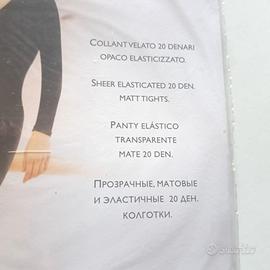 COLLANT VELATO 20 DENARI
OPACO ELASTICIZZATO.
SHEER ELASTICATED 20 DEN.
MATT TIGHTS.
PANTY ELÁSTICO
TRANSPARENTE
MATE 20 DEN.
ПРОЗРАЧНЫЕ, МАТОВЫЕ
И ЭЛАСТИЧНЫЕ 20 ДЕН.
КОЛГОТКИ.
subito